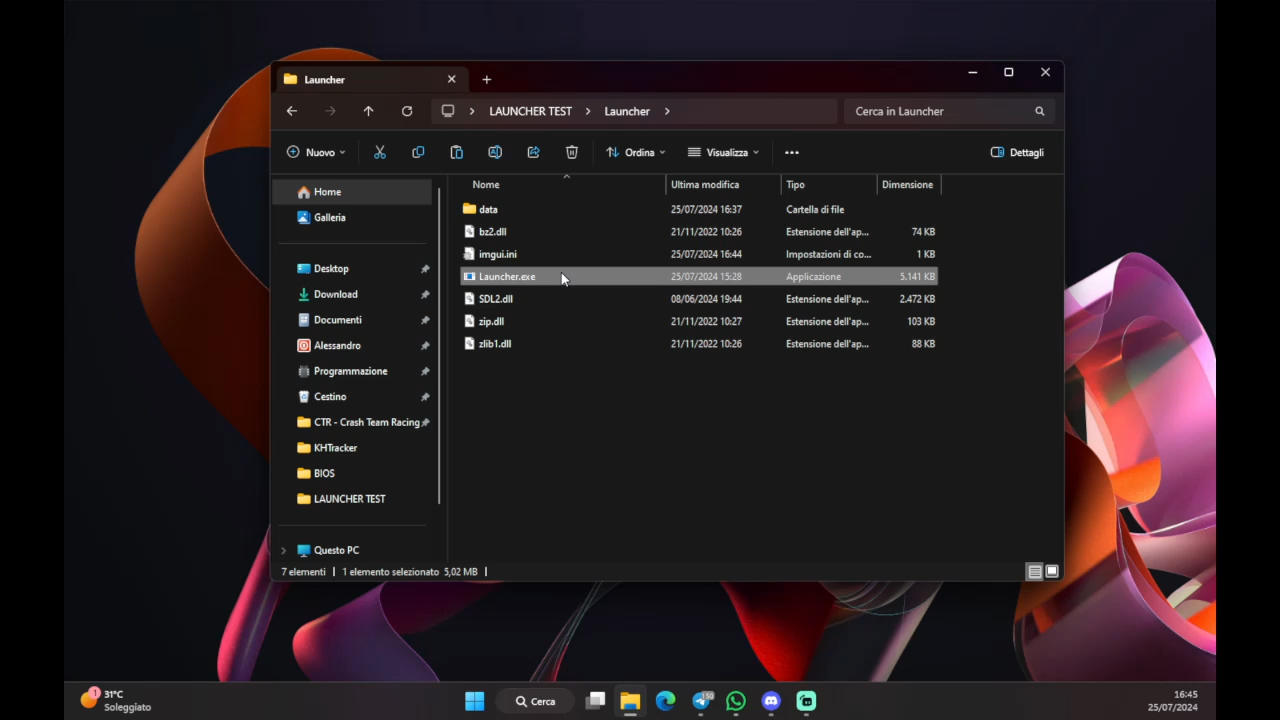 Launcher
LAUNCHER TEST > Launcher >
Cerca in Launcher
Nuovo
Ordina
Visualizza
Dettagli
Home
Galleria
Desktop
Download
Documenti
Alessandro
Programmazione
Cestino
CTR - Crash Team Racing
KHTracker
BIOS
LAUNCHER TEST
Questo PC
Nome Ultima modifica Tipo Dimensione
data 25/07/2024 16:37 Cartella di file
bz2.dll 21/11/2022 10:26 Estensione dell'ap... 74 KB
imgui.ini 25/07/2024 16:44 Impostazioni di co... 1 KB
Launcher.exe 25/07/2024 15:28 Applicazione 5.141 KB
SDL2.dll 08/06/2024 19:44 Estensione dell'ap... 2.472 KB
zip.dll 21/11/2022 10:27 Estensione dell'ap... 103 KB
zlib1.dll 21/11/2022 10:26 Estensione dell'ap... 88 KB
7 elementi | 1 elemento selezionato 5,02 MB |
1
31°C
Soleggiato
Cerca
150
16:45
25/07/2024